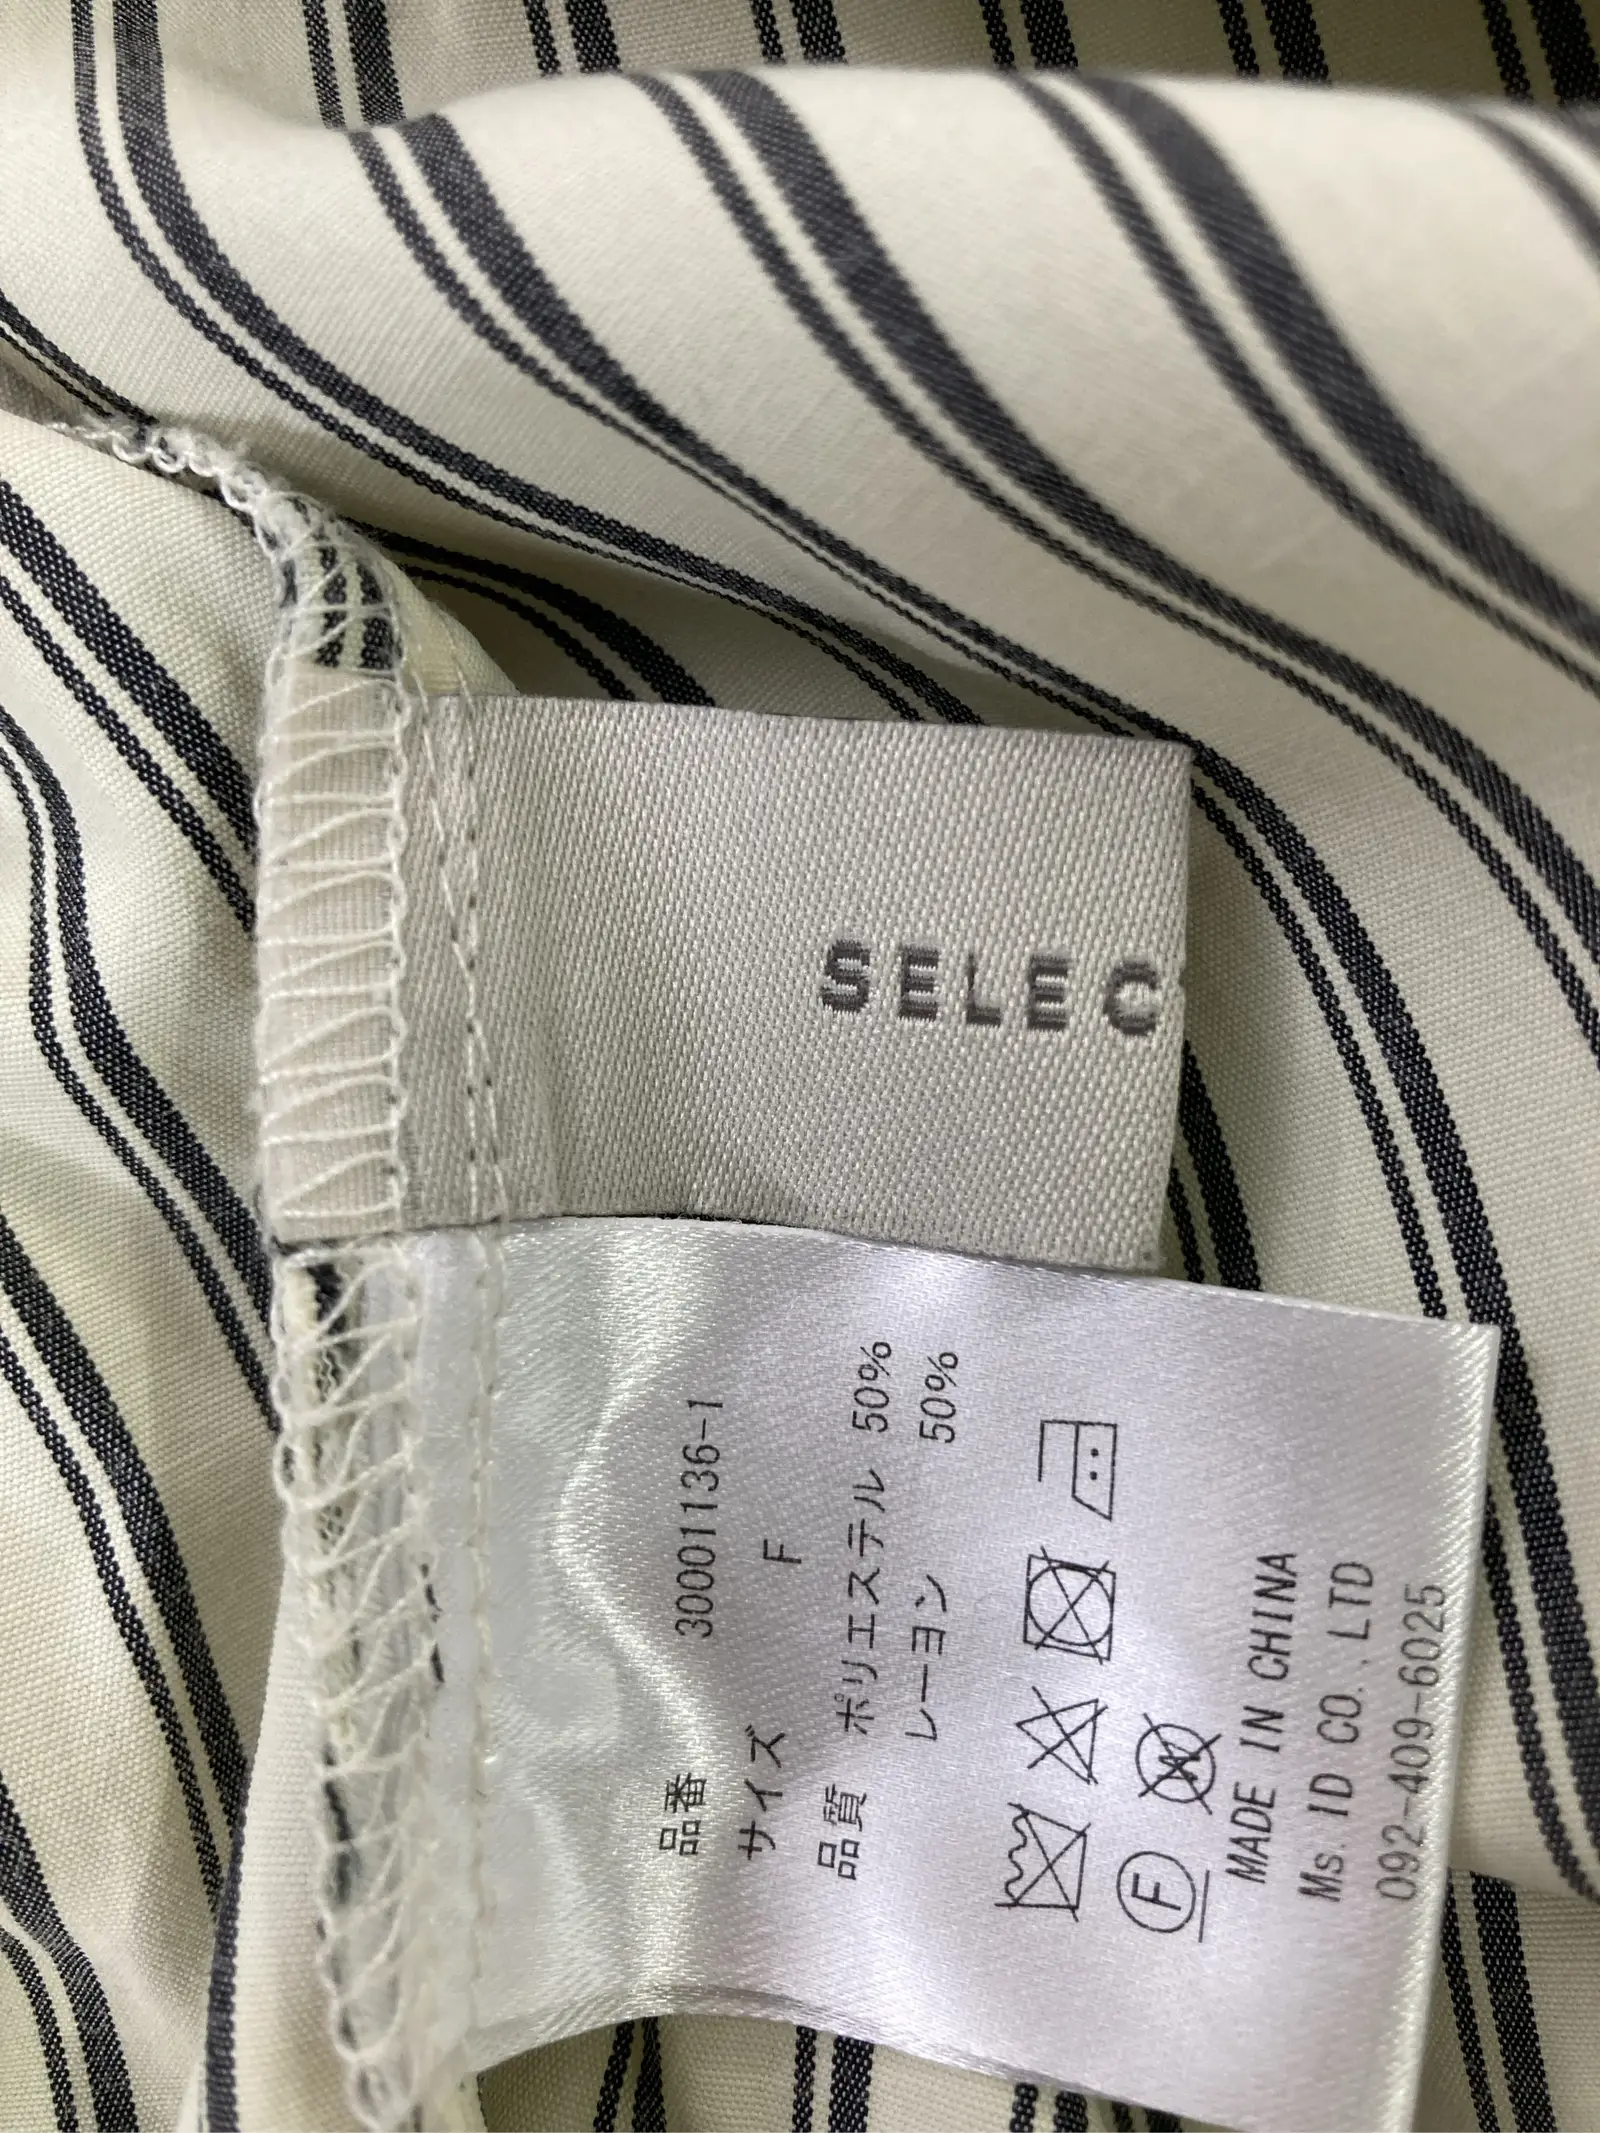 SELEC
品番 30001136-1
サイズ F
品質 ポリエステル 50%
レーヨン 50%
F W
MADE IN CHINA
Ms. ID CO., LTD
092-409-6025